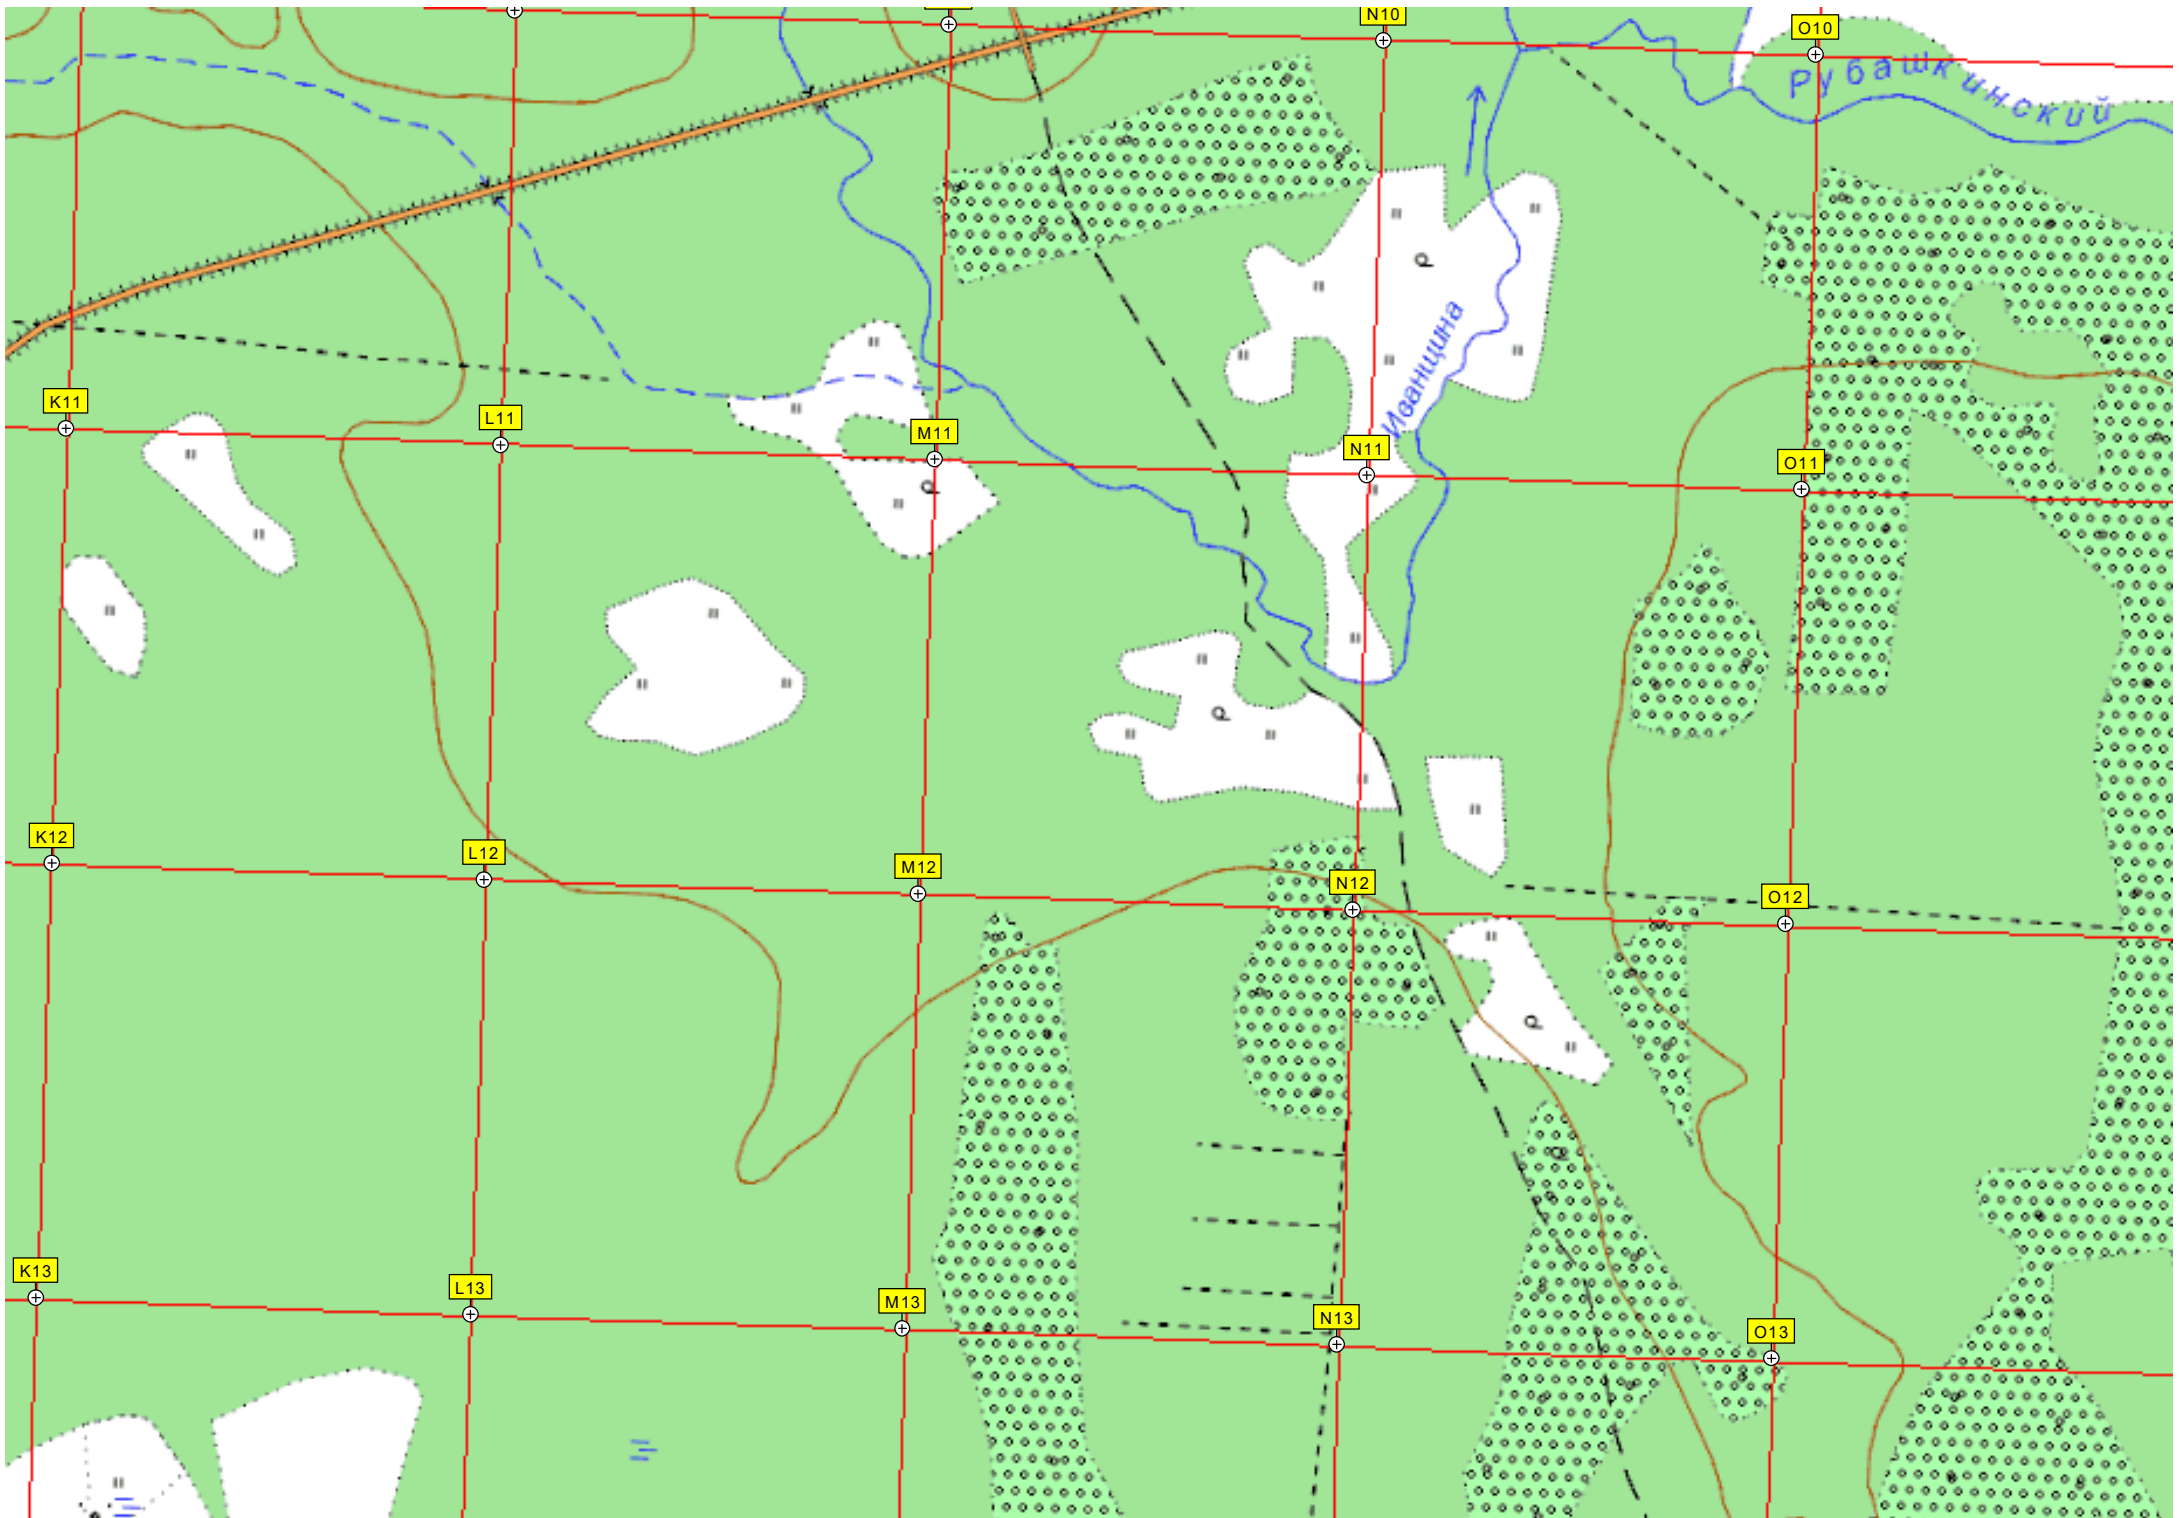 N10
O10
Рубашкинский
K11
L11
M11
Иванщина
N11
O11
р
р
р
K12
L12
M12
N12
O12
р
K13
L13
M13
N13
O13